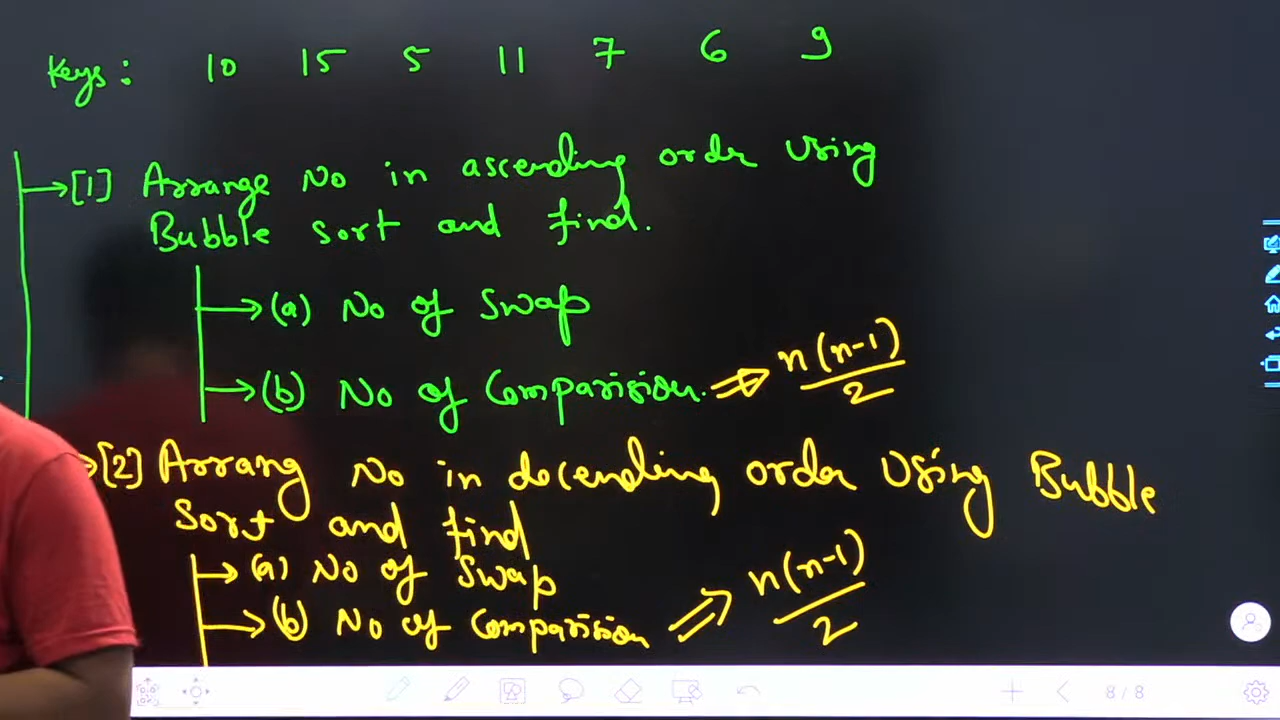 Keys: 10 15 5 11 7 6 9
→[1] Arrange No in ascending order Using
Bubble sort and find.
→(a) No of Swap
→(b) No of Comparision. ⇒ n(n-1)/2
→[2] Arrang No in decending order Using Bubble
Sort and find
→(a) No of Swap
→(b) No of Comparision ⇒ n(n-1)/2
8 / 8